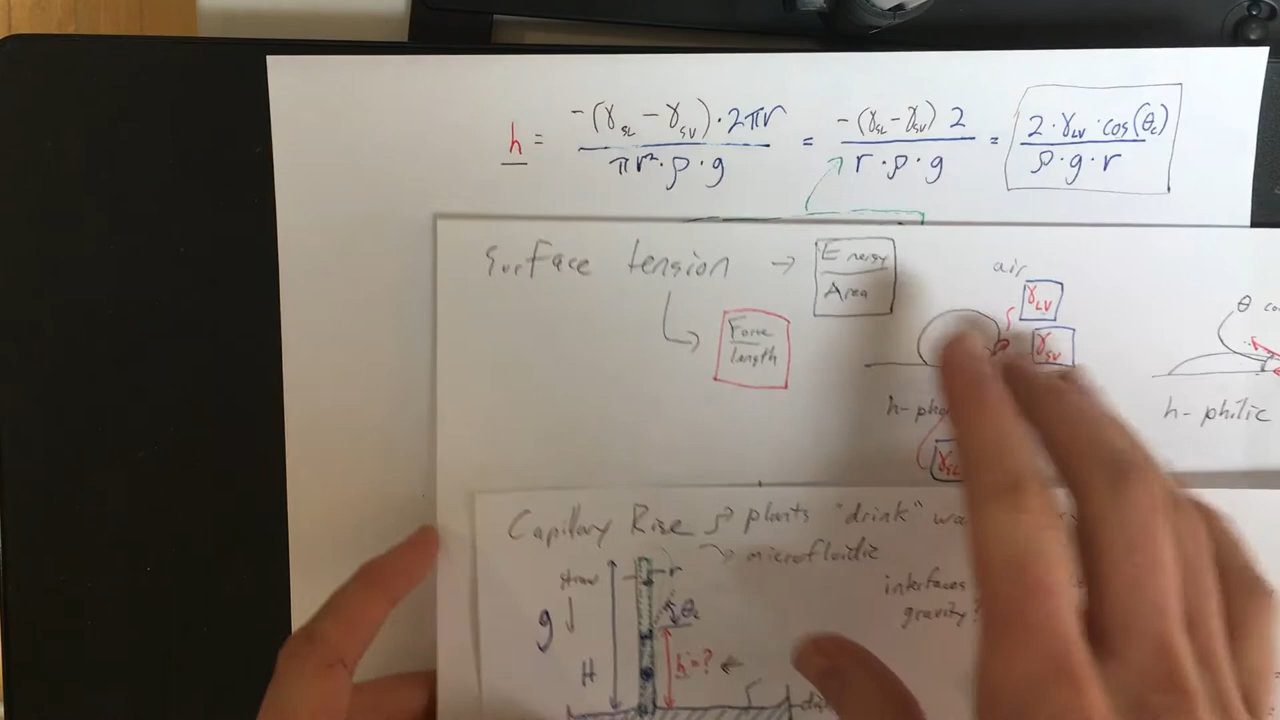 h = -(γSL - γSV) · 2πr / πr² · ρ · g = -(γSL - γSV) 2 / r · ρ · g = 2 · γLV · cos(θc) / ρ · g · r
Surface tension → Energy / Area
Force / length
air
γLV
γSV
θ
h-philic
Capillary Rise plants "drink"
microfluidic
straw
r
interfaces
gravity?
θc
g
H
h=?